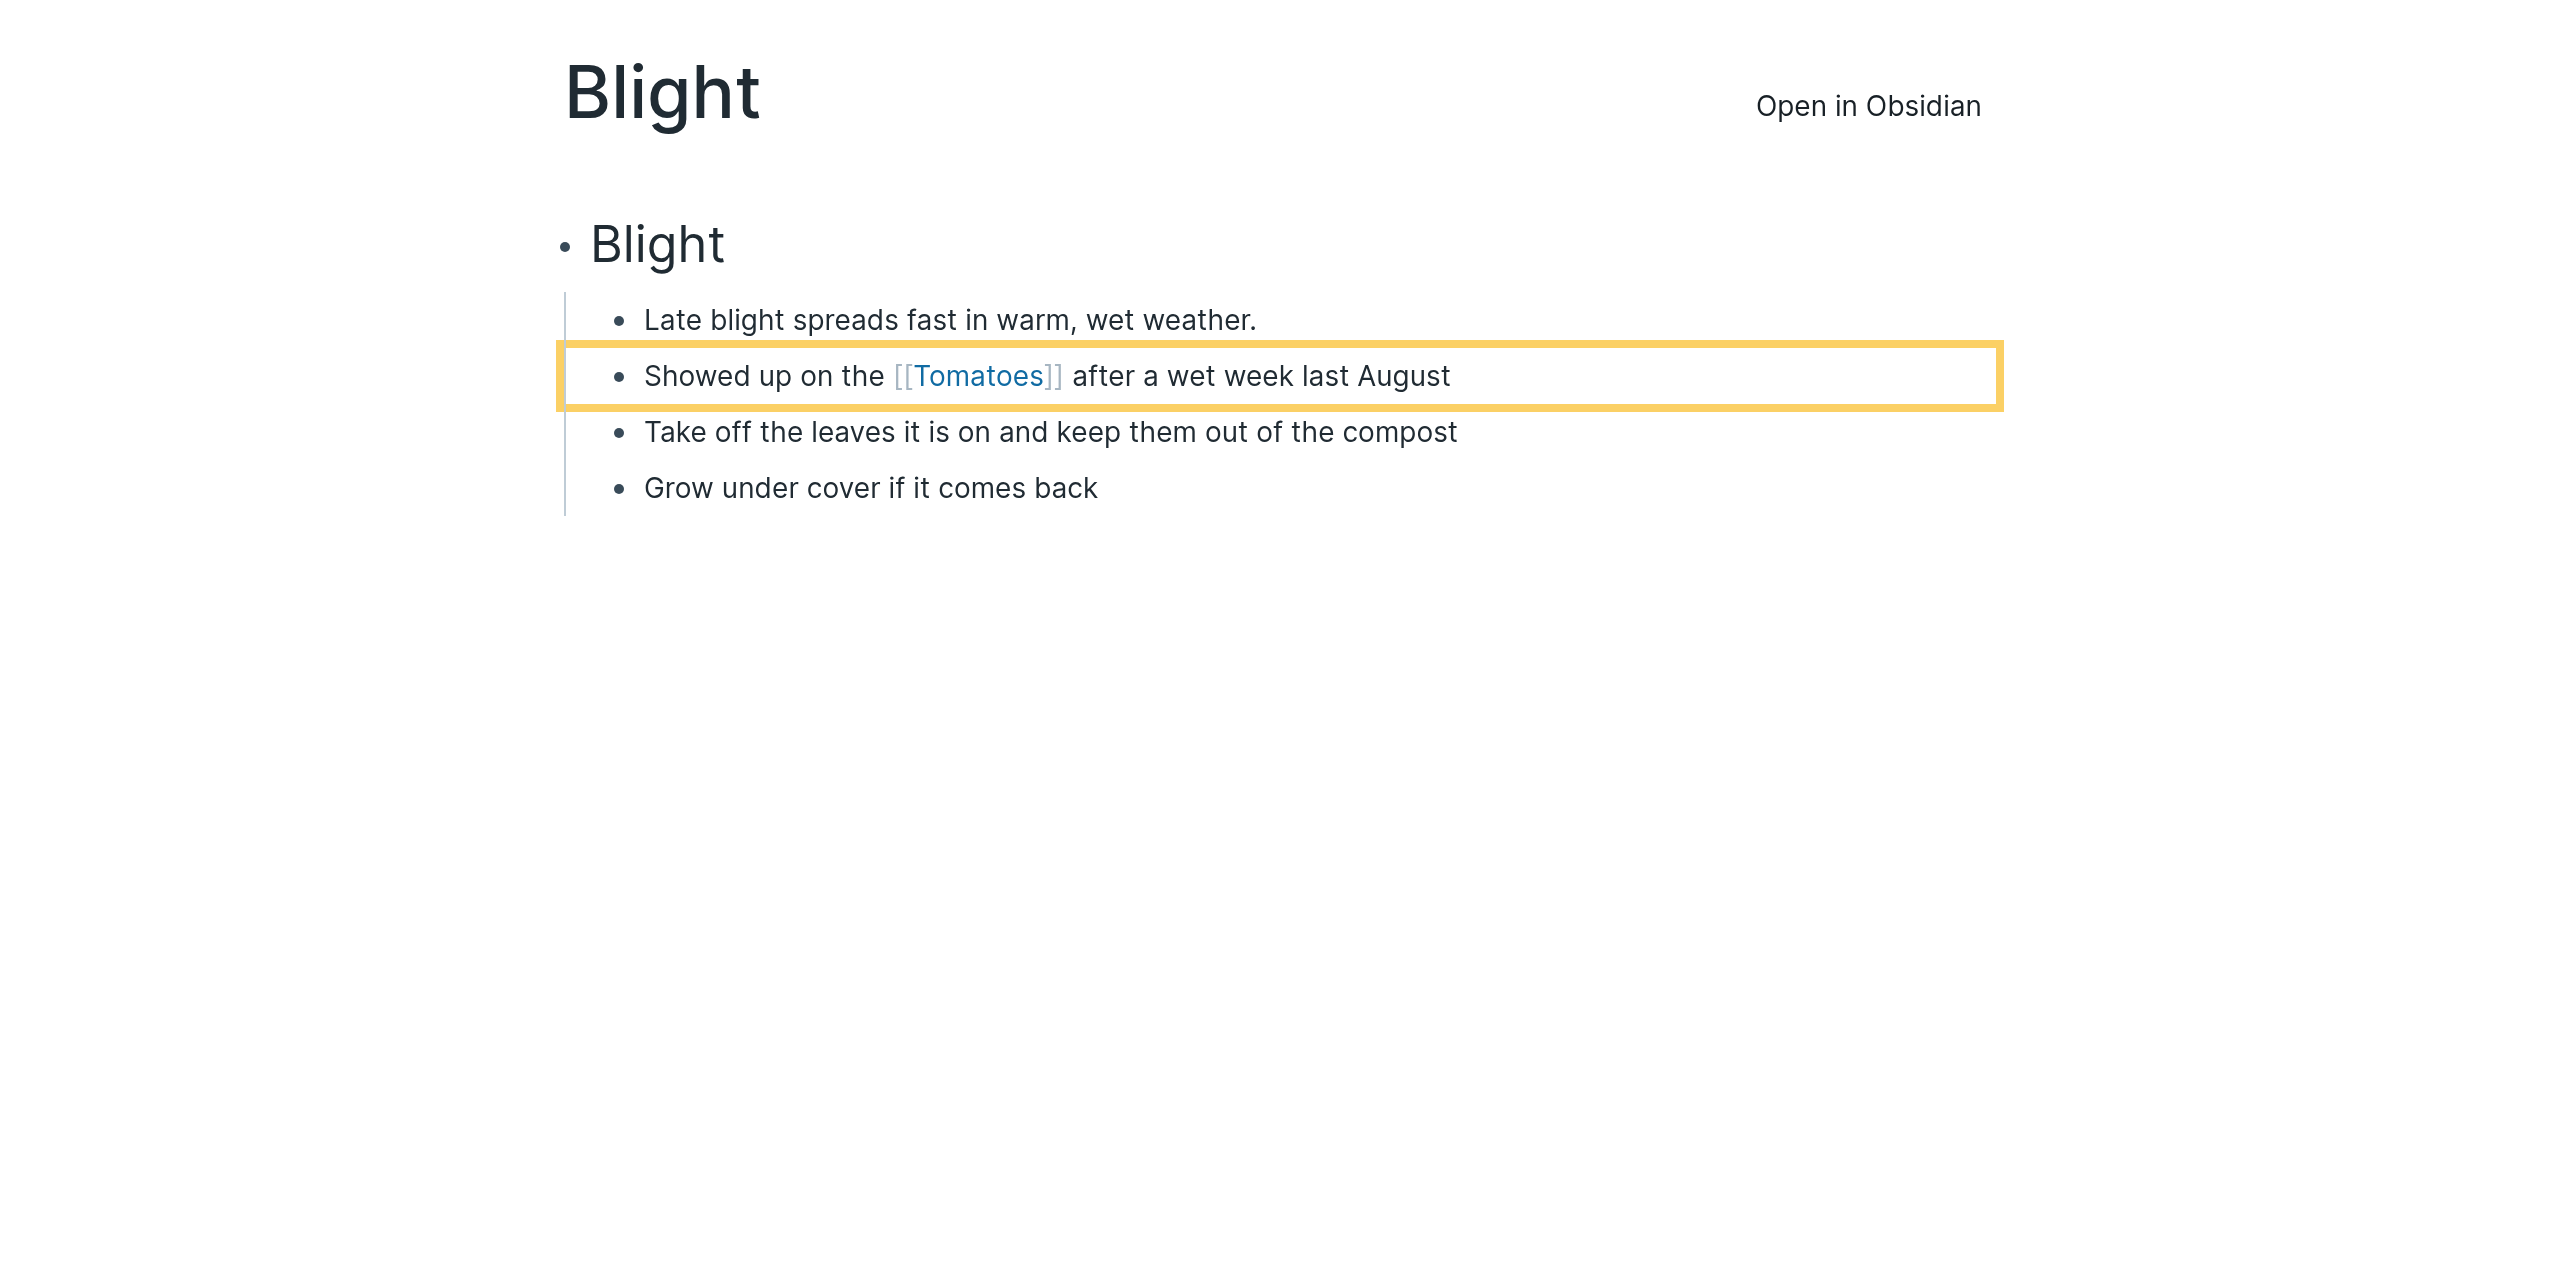 Blight
Open in Obsidian
Blight
Late blight spreads fast in warm, wet weather.
Showed up on the [[Tomatoes]] after a wet week last August
Take off the leaves it is on and keep them out of the compost
Grow under cover if it comes back